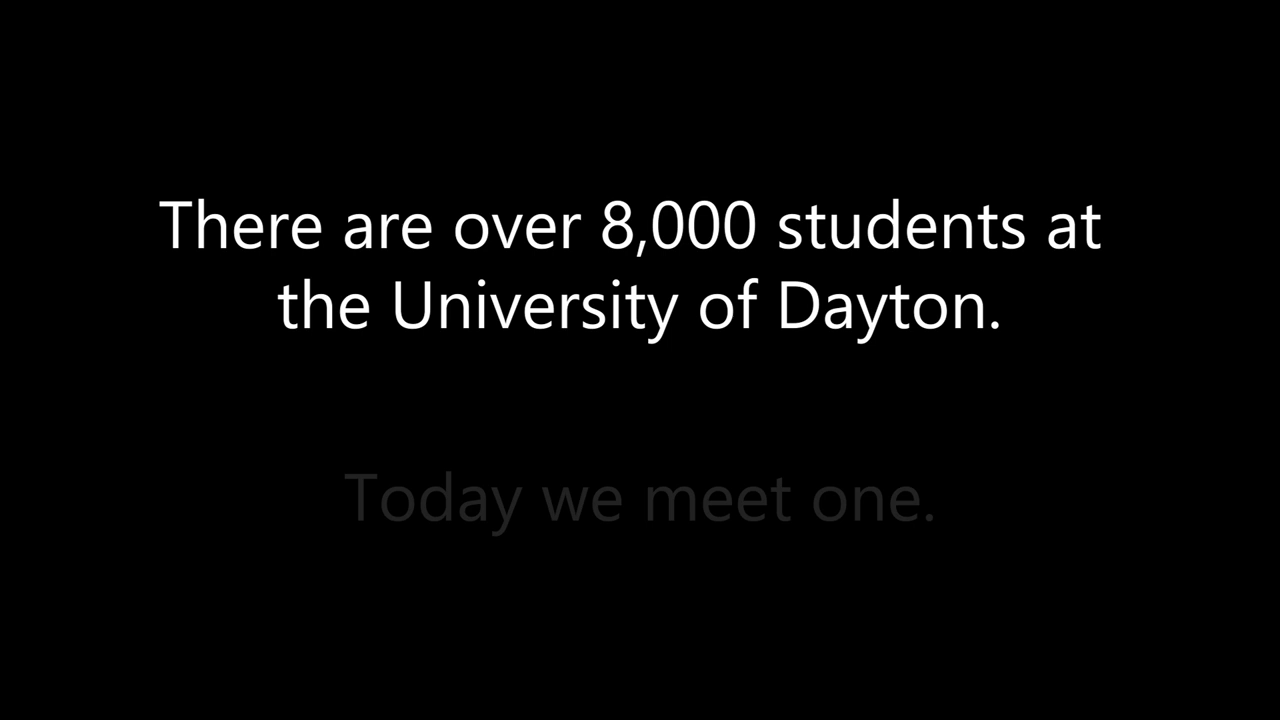 There are over 8,000 students at
the University of Dayton.
Today we meet one.